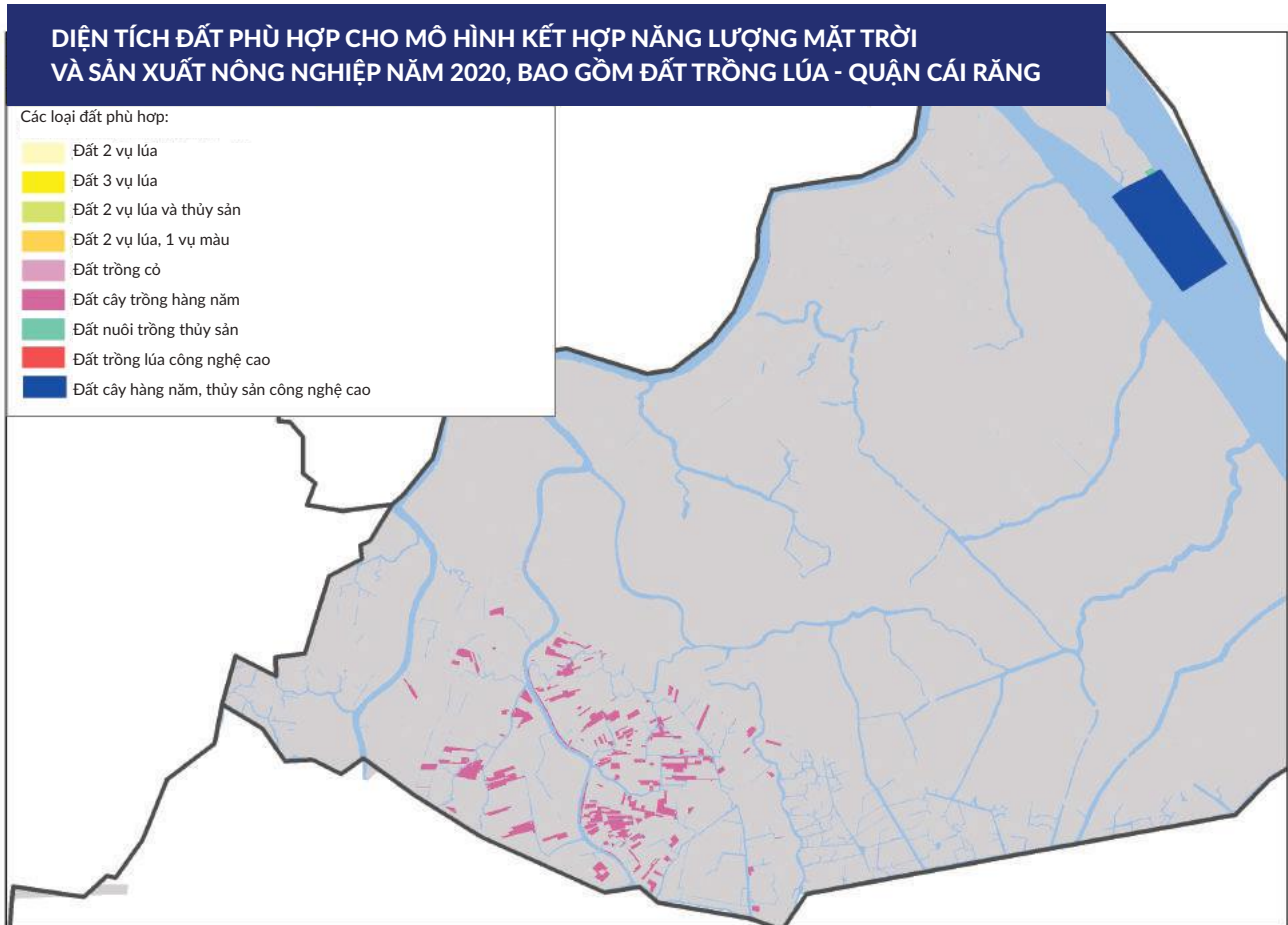 DIỆN TÍCH ĐẤT PHÙ HỢP CHO MÔ HÌNH KẾT HỢP NĂNG LƯỢNG MẶT TRỜI
VÀ SẢN XUẤT NÔNG NGHIỆP NĂM 2020, BAO GỒM ĐẤT TRỒNG LÚA - QUẬN CÁI RĂNG
Các loại đất phù hơp:
Đất 2 vụ lúa
Đất 3 vụ lúa
Đất 2 vụ lúa và thủy sản
Đất 2 vụ lúa, 1 vụ màu
Đất trồng cỏ
Đất cây trồng hàng năm
Đất nuôi trồng thủy sản
Đất trồng lúa công nghệ cao
Đất cây hàng năm, thủy sản công nghệ cao